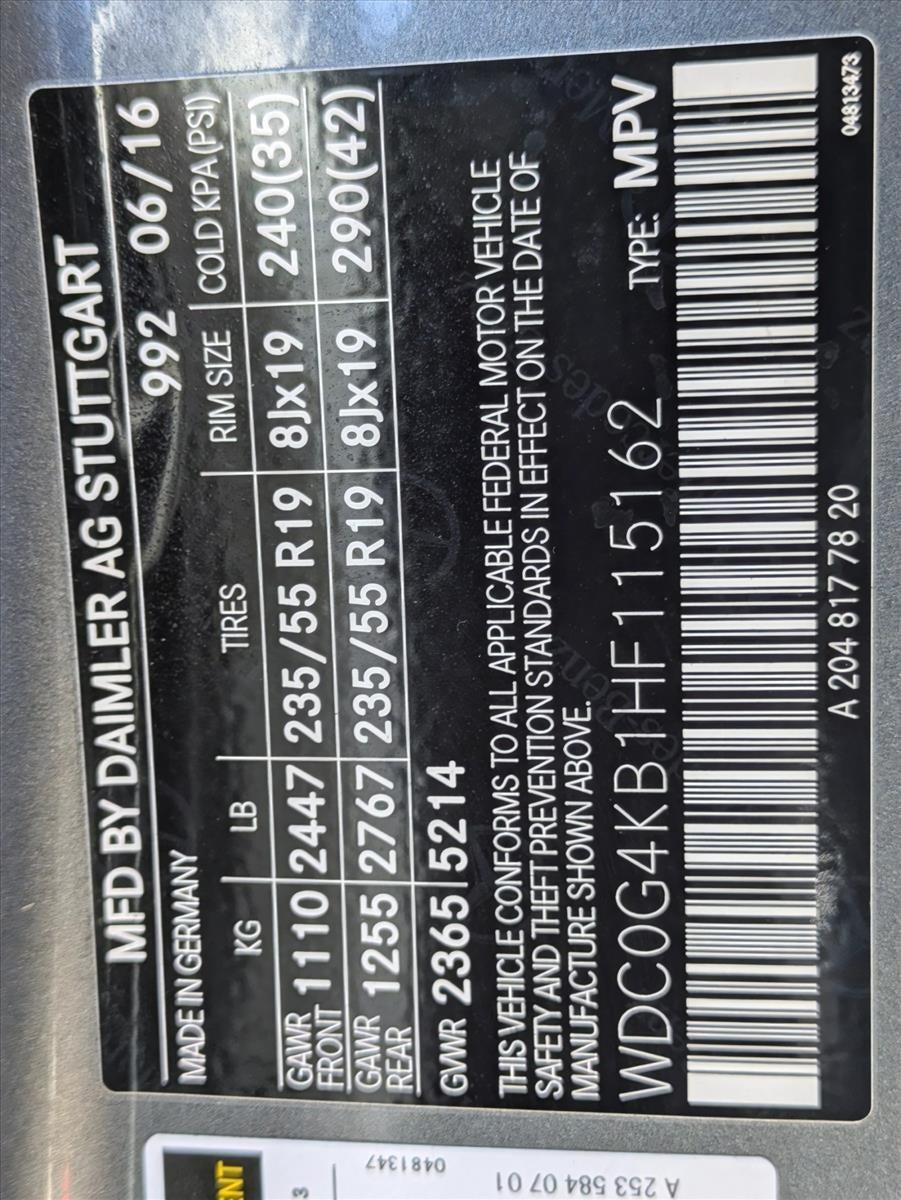 MFD BY DAIMLER AG STUTTGART
MADE IN GERMANY 992 06/16
KG LB TIRES RIM SIZE COLD KPA(PSI)
GAWR FRONT 1110 2447 235/55 R19 8Jx19 240(35)
GAWR REAR 1255 2767 235/55 R19 8Jx19 290(42)
GVWR 2365 5214
THIS VEHICLE CONFORMS TO ALL APPLICABLE FEDERAL MOTOR VEHICLE
SAFETY AND THEFT PREVENTION STANDARDS IN EFFECT ON THE DATE OF
MANUFACTURE SHOWN ABOVE.
WDC0G4KB1HF115162 TYPE: MPV
A 204 817 78 20
04813473
A 253 584 07 01
0481347